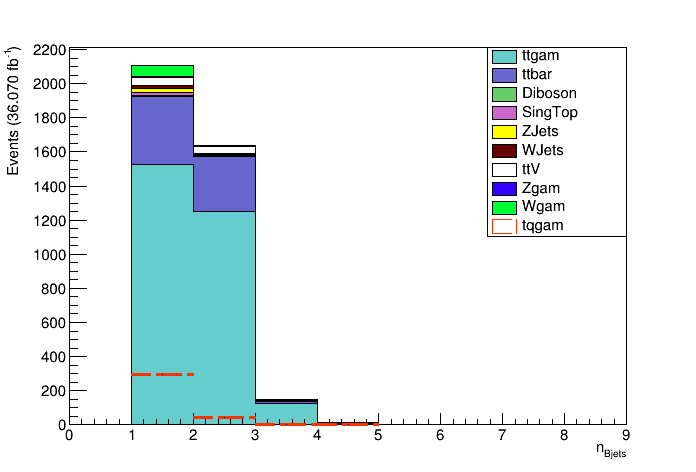 Events (36.070 fb⁻¹)
2200
2000
1800
1600
1400
1200
1000
800
600
400
200
0
ttgam
ttbar
Diboson
SingTop
ZJets
WJets
ttV
Zgam
Wgam
tqgam
0 1 2 3 4 5 6 7 8 9
n_Bjets